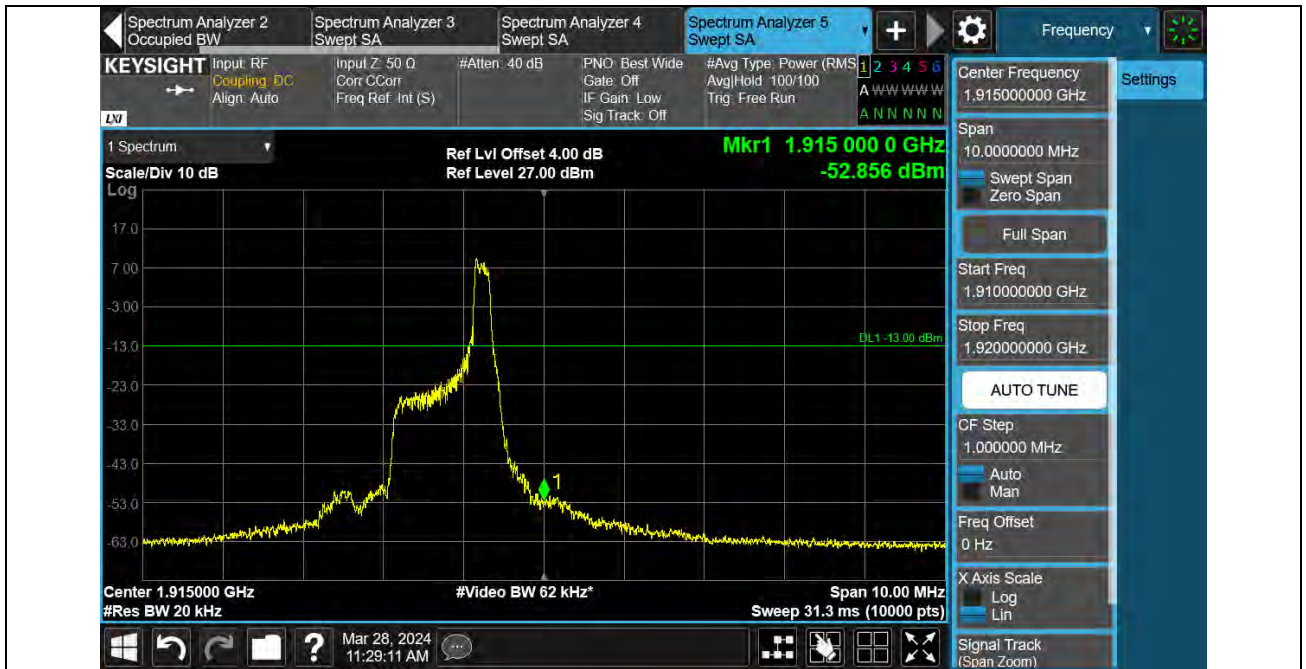 Spectrum Analyzer 2
Occupied BW
Spectrum Analyzer 3
Swept SA
Spectrum Analyzer 4
Swept SA
Spectrum Analyzer 5
Swept SA
+
Frequency
KEYSIGHT
LXI
Input: RF
Coupling: DC
Align: Auto
Input Z: 50 Ω
Corr CCorr
Freq Ref: Int (S)
#Atten: 40 dB
PNO: Best Wide
Gate: Off
IF Gain: Low
Sig Track: Off
#Avg Type: Power (RMS
Avg|Hold: 100/100
Trig: Free Run
1 2 3 4 5 6
A W W W W W
A N N N N N
1 Spectrum
Scale/Div 10 dB
Ref Lvl Offset 4.00 dB
Ref Level 27.00 dBm
Mkr1 1.915 000 0 GHz
-52.856 dBm
Log
17.0
7.00
-3.00
-13.0
-23.0
-33.0
-43.0
-53.0
-63.0
DL1 -13.00 dBm
1
Center 1.915000 GHz
#Res BW 20 kHz
#Video BW 62 kHz*
Span 10.00 MHz
Sweep 31.3 ms (10000 pts)
Mar 28, 2024
11:29:11 AM
?
Center Frequency
1.915000000 GHz
Span
10.0000000 MHz
Swept Span
Zero Span
Full Span
Start Freq
1.910000000 GHz
Stop Freq
1.920000000 GHz
AUTO TUNE
CF Step
1.000000 MHz
Auto
Man
Freq Offset
0 Hz
X Axis Scale
Log
Lin
Signal Track
(Span Zoom)
Settings